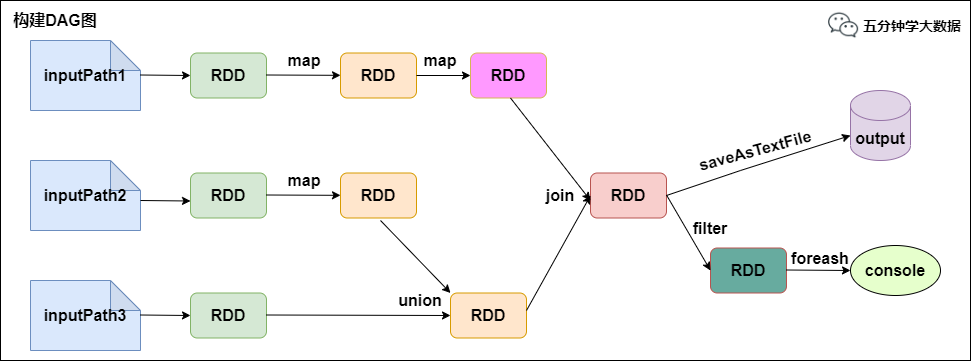 构建DAG图
五分钟学大数据
inputPath1
RDD
map
RDD
map
RDD
inputPath2
RDD
map
RDD
inputPath3
RDD
union
RDD
join
RDD
saveAsTextFile
output
filter
RDD
foreash
console